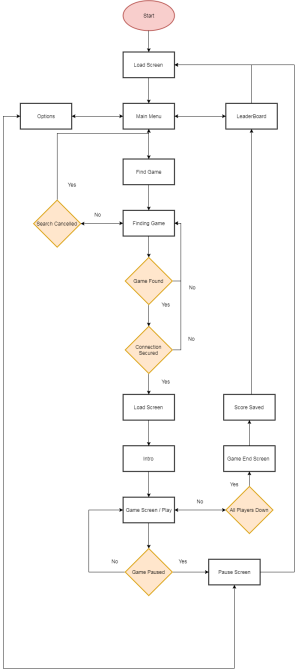 Start
Load Screen
Options
Main Menu
LeaderBoard
Find Game
Yes
Search Cancelled
No
Finding Game
Game Found
No
Yes
Connection
Secured
No
Yes
Load Screen
Score Saved
Intro
Game End Screen
Yes
Game Screen / Play
No
All Players Down
No
Game Paused
Yes
Pause Screen